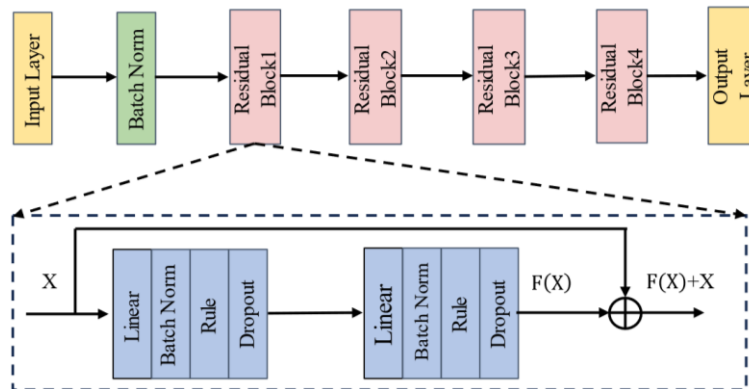 Input Layer
Batch Norm
Residual
Block1
Residual
Block2
Residual
Block3
Residual
Block4
Output
Layer
X
Linear
Batch Norm
Rule
Dropout
Linear
Batch Norm
Rule
Dropout
F(X)
F(X)+X